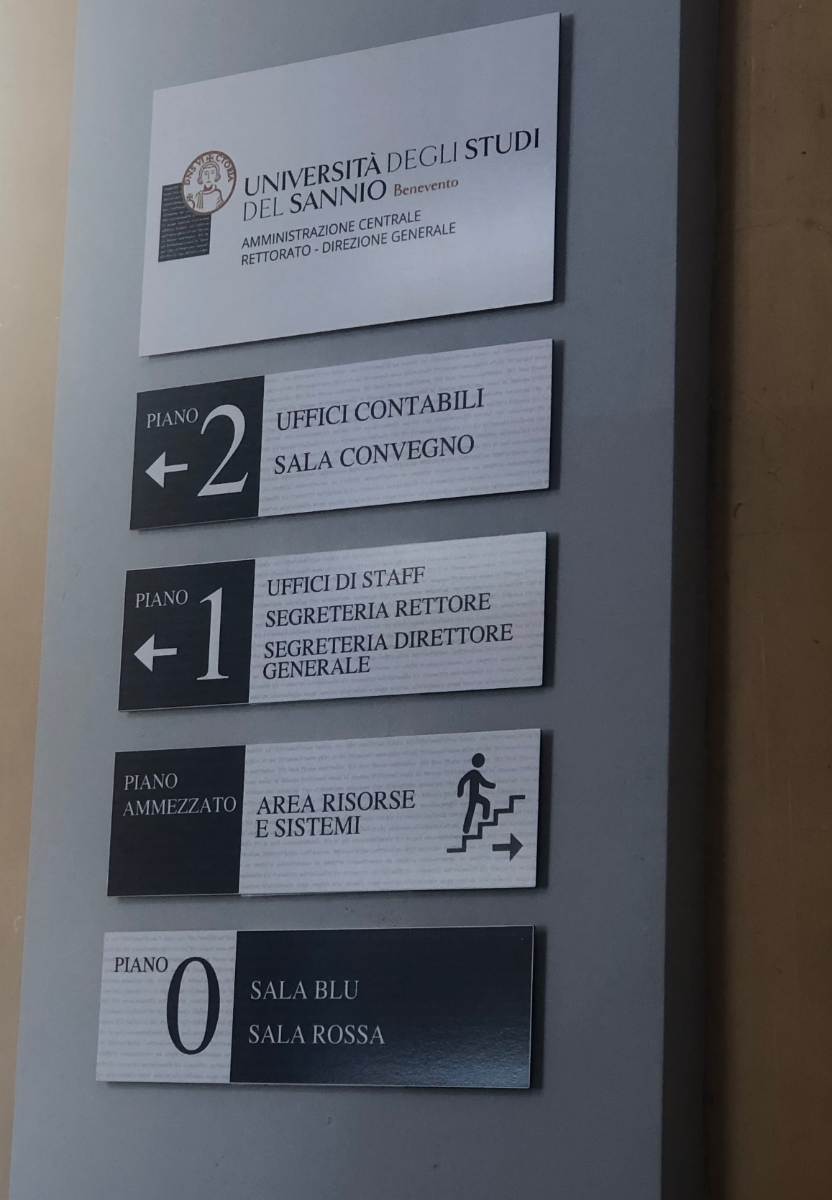 DNS VICTORIA
UNIVERSITÀ DEGLI STUDI
DEL SANNIO Benevento
AMMINISTRAZIONE CENTRALE
RETTORATO - DIREZIONE GENERALE
PIANO 2
UFFICI CONTABILI
SALA CONVEGNO
PIANO 1
UFFICI DI STAFF
SEGRETERIA RETTORE
SEGRETERIA DIRETTORE
GENERALE
PIANO
AMMEZZATO
AREA RISORSE
E SISTEMI
PIANO 0
SALA BLU
SALA ROSSA